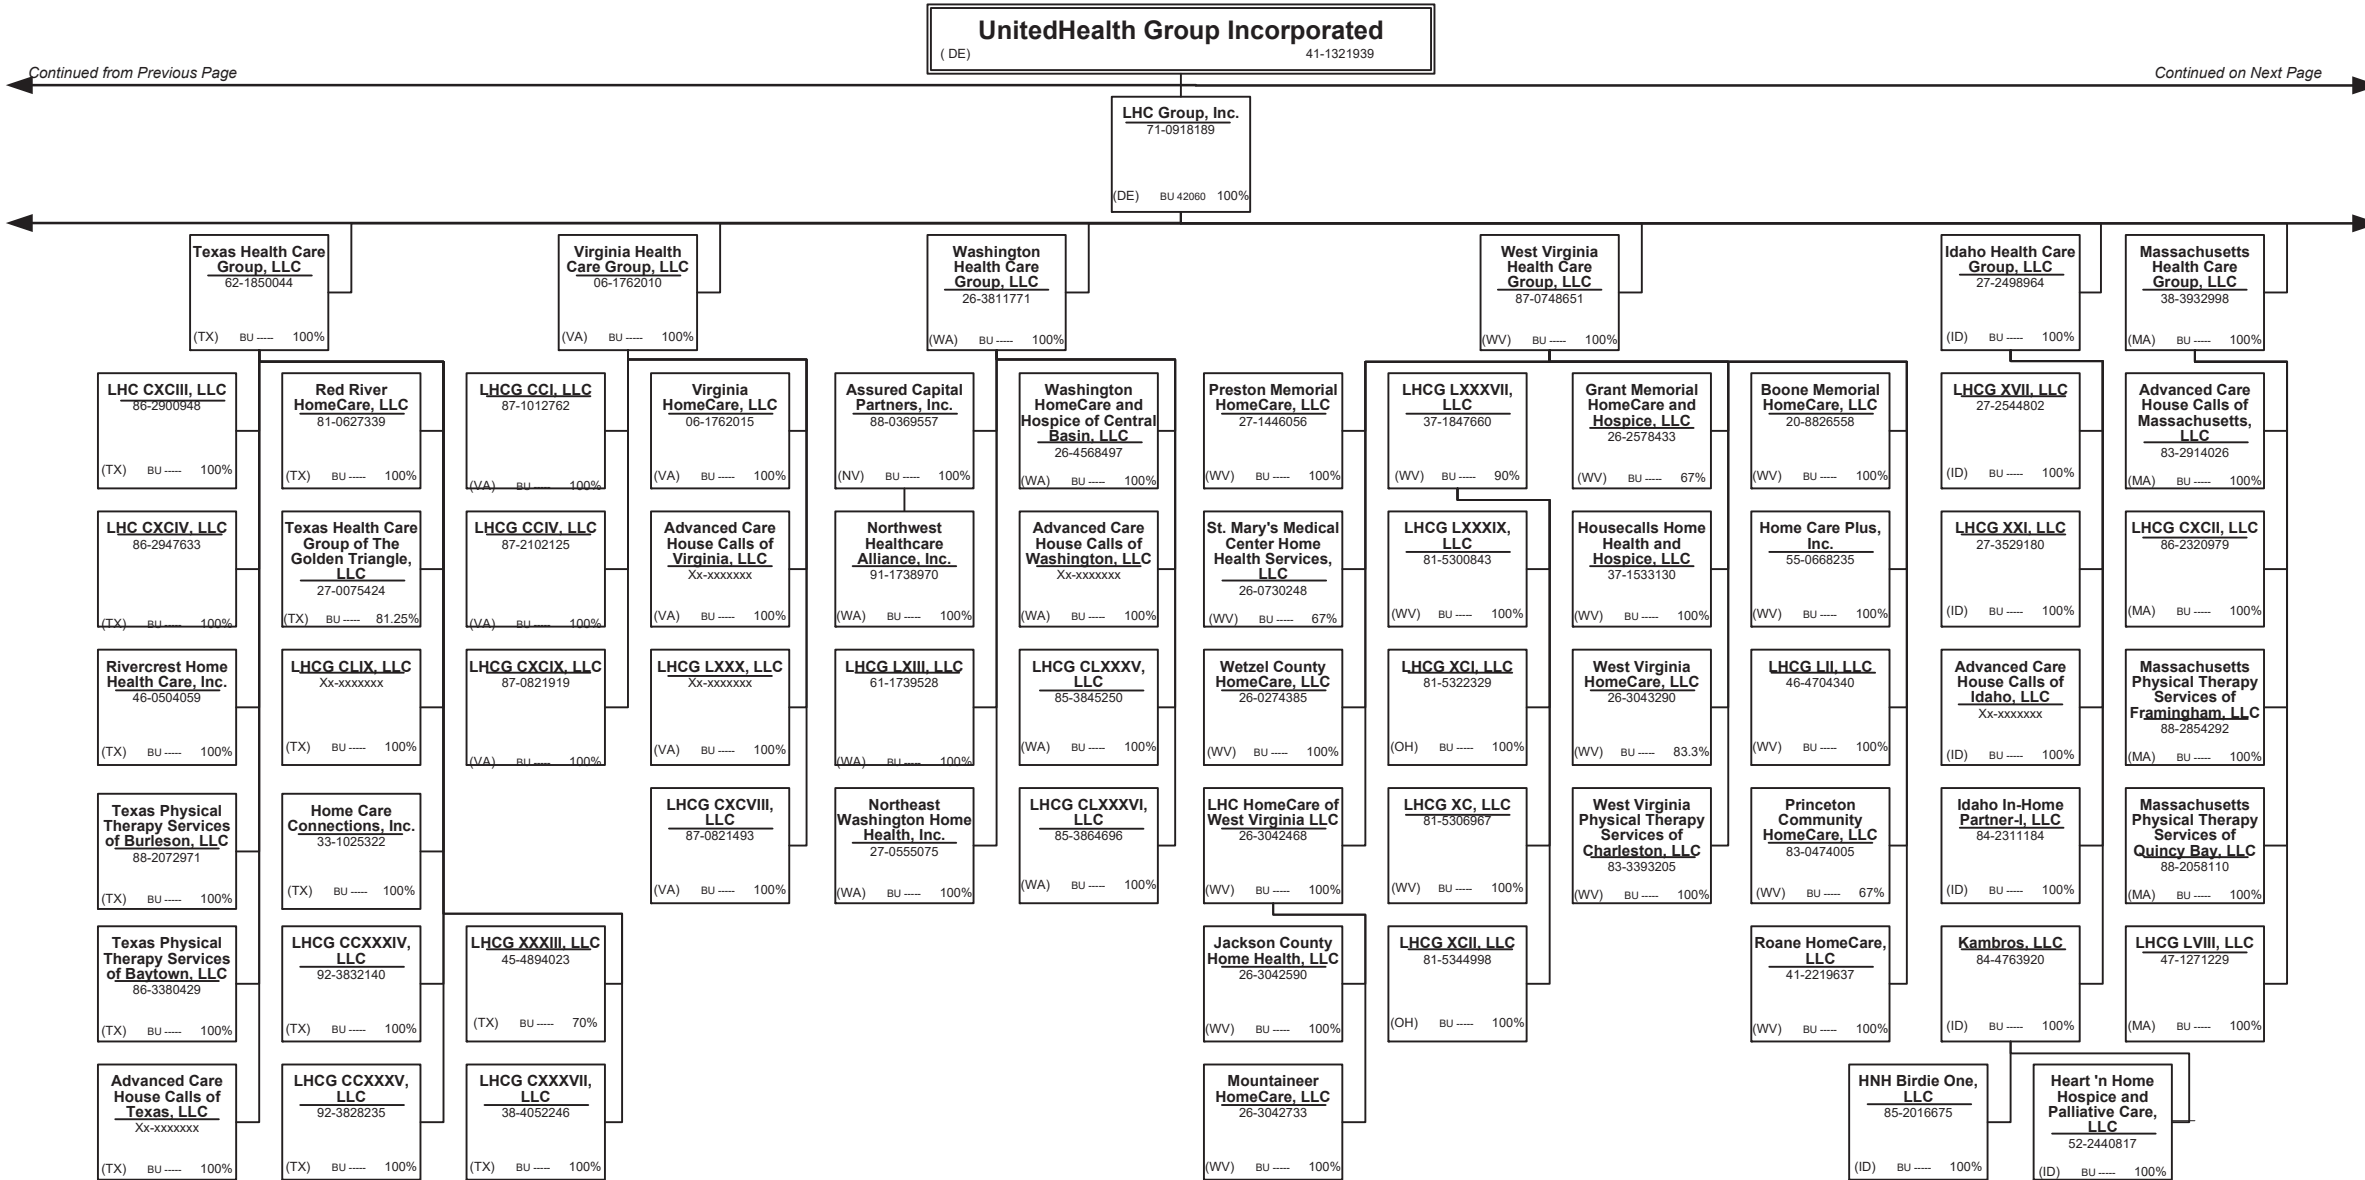 UnitedHealth Group Incorporated
( DE) 41-1321939
Continued from Previous Page
Continued on Next Page
LHC Group, Inc.
71-0918189
(DE) BU 42060 100%
Texas Health Care
Group, LLC
62-1850044
(TX) BU ----- 100%
Virginia Health
Care Group, LLC
06-1762010
(VA) BU ----- 100%
Washington
Health Care
Group, LLC
26-3811771
(WA) BU ----- 100%
West Virginia
Health Care
Group, LLC
87-0748651
(WV) BU ----- 100%
Idaho Health Care
Group, LLC
27-2498964
(ID) BU ----- 100%
Massachusetts
Health Care
Group, LLC
38-3932998
(MA) BU ----- 100%
LHC CXCIII, LLC
86-2900948
(TX) BU ----- 100%
Red River
HomeCare, LLC
81-0627339
(TX) BU ----- 100%
LHCG CCI, LLC
87-1012762
(VA) BU ----- 100%
Virginia
HomeCare, LLC
06-1762015
(VA) BU ----- 100%
Assured Capital
Partners, Inc.
88-0369557
(NV) BU ----- 100%
Washington
HomeCare and
Hospice of Central
Basin, LLC
26-4568497
(WA) BU ----- 100%
Preston Memorial
HomeCare, LLC
27-1446056
(WV) BU ----- 100%
LHCG LXXXVII,
LLC
37-1847660
(WV) BU ----- 90%
Grant Memorial
HomeCare and
Hospice, LLC
26-2578433
(WV) BU ----- 67%
Boone Memorial
HomeCare, LLC
20-8826558
(WV) BU ----- 100%
LHCG XVII, LLC
27-2544802
(ID) BU ----- 100%
Advanced Care
House Calls of
Massachusetts,
LLC
83-2914026
(MA) BU ----- 100%
LHC CXCIV, LLC
86-2947633
(TX) BU ----- 100%
Texas Health Care
Group of The
Golden Triangle,
LLC
27-0075424
(TX) BU ----- 81.25%
LHCG CCIV, LLC
87-2102125
(VA) BU ----- 100%
Advanced Care
House Calls of
Virginia, LLC
Xx-xxxxxxx
(VA) BU ----- 100%
Northwest
Healthcare
Alliance, Inc.
91-1738970
(WA) BU ----- 100%
Advanced Care
House Calls of
Washington, LLC
Xx-xxxxxxx
(WA) BU ----- 100%
St. Mary's Medical
Center Home
Health Services,
LLC
26-0730248
(WV) BU ----- 67%
LHCG LXXXIX,
LLC
81-5300843
(WV) BU ----- 100%
Housecalls Home
Health and
Hospice, LLC
37-1533130
(WV) BU ----- 100%
Home Care Plus,
Inc.
55-0668235
(WV) BU ----- 100%
LHCG XXI, LLC
27-3529180
(ID) BU ----- 100%
LHCG CXCII, LLC
86-2320979
(MA) BU ----- 100%
Rivercrest Home
Health Care, Inc.
46-0504059
(TX) BU ----- 100%
LHCG CLIX, LLC
Xx-xxxxxxx
(TX) BU ----- 100%
LHCG CXCIX, LLC
87-0821919
(VA) BU ----- 100%
LHCG LXXX, LLC
Xx-xxxxxxx
(VA) BU ----- 100%
LHCG LXIII, LLC
61-1739528
(WA) BU ----- 100%
LHCG CLXXXV,
LLC
85-3845250
(WA) BU ----- 100%
Wetzel County
HomeCare, LLC
26-0274385
(WV) BU ----- 100%
LHCG XCI, LLC
81-5322329
(OH) BU ----- 100%
West Virginia
HomeCare, LLC
26-3043290
(WV) BU ----- 83.3%
LHCG LII, LLC
46-4704340
(WV) BU ----- 100%
Advanced Care
House Calls of
Idaho, LLC
Xx-xxxxxxx
(ID) BU ----- 100%
Massachusetts
Physical Therapy
Services of
Framingham, LLC
88-2854292
(MA) BU ----- 100%
Texas Physical
Therapy Services
of Burleson, LLC
88-2072971
(TX) BU ----- 100%
Home Care
Connections, Inc.
33-1025322
(TX) BU ----- 100%
LHCG CXCVIII,
LLC
87-0821493
(VA) BU ----- 100%
Northeast
Washington Home
Health, Inc.
27-0555075
(WA) BU ----- 100%
LHCG CLXXXVI,
LLC
85-3864696
(WA) BU ----- 100%
LHC HomeCare of
West Virginia LLC
26-3042468
(WV) BU ----- 100%
LHCG XC, LLC
81-5306967
(WV) BU ----- 100%
West Virginia
Physical Therapy
Services of
Charleston, LLC
83-3393205
(WV) BU ----- 100%
Princeton
Community
HomeCare, LLC
83-0474005
(WV) BU ----- 67%
Idaho In-Home
Partner-I, LLC
84-2311184
(ID) BU ----- 100%
Massachusetts
Physical Therapy
Services of
Quincy Bay, LLC
88-2058110
(MA) BU ----- 100%
Texas Physical
Therapy Services
of Baytown, LLC
86-3380429
(TX) BU ----- 100%
LHCG CCXXXIV,
LLC
92-3832140
(TX) BU ----- 100%
LHCG XXXIII, LLC
45-4894023
(TX) BU ----- 70%
Jackson County
Home Health, LLC
26-3042590
(WV) BU ----- 100%
LHCG XCII, LLC
81-5344998
(OH) BU ----- 100%
Roane HomeCare,
LLC
41-2219637
(WV) BU ----- 100%
Kambros, LLC
84-4763920
(ID) BU ----- 100%
LHCG LVIII, LLC
47-1271229
(MA) BU ----- 100%
Advanced Care
House Calls of
Texas, LLC
Xx-xxxxxxx
(TX) BU ----- 100%
LHCG CCXXXV,
LLC
92-3828235
(TX) BU ----- 100%
LHCG CXXXVII,
LLC
38-4052246
(TX) BU ----- 100%
Mountaineer
HomeCare, LLC
26-3042733
(WV) BU ----- 100%
HNH Birdie One,
LLC
85-2016675
(ID) BU ----- 100%
Heart 'n Home
Hospice and
Palliative Care,
LLC
52-2440817
(ID) BU ----- 100%